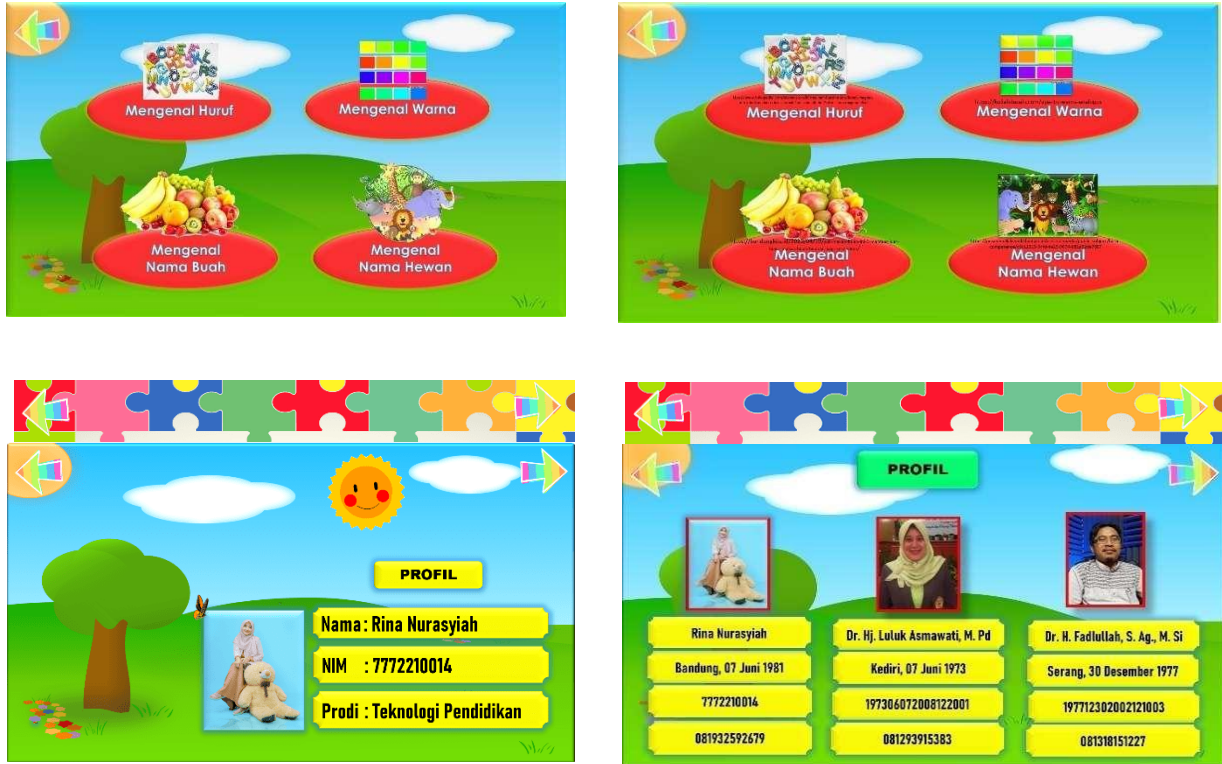 Mengenal Huruf
Mengenal Warna
Mengenal
Nama Buah
Mengenal
Nama Hewan
Mengenal Huruf
Mengenal Warna
Mengenal
Nama Buah
Mengenal
Nama Hewan
PROFIL
Nama : Rina Nurasyiah
NIM : 7772210014
Prodi : Teknologi Pendidikan
PROFIL
Rina Nurasyiah
Bandung, 07 Juni 1981
7772210014
081932592679
Dr. Hj. Luluk Asmawati, M. Pd
Kediri, 07 Juni 1973
197306072008122001
081293915383
Dr. H. Fadlullah, S. Ag., M. Si
Serang, 30 Desember 1977
197712302002121003
081318151227